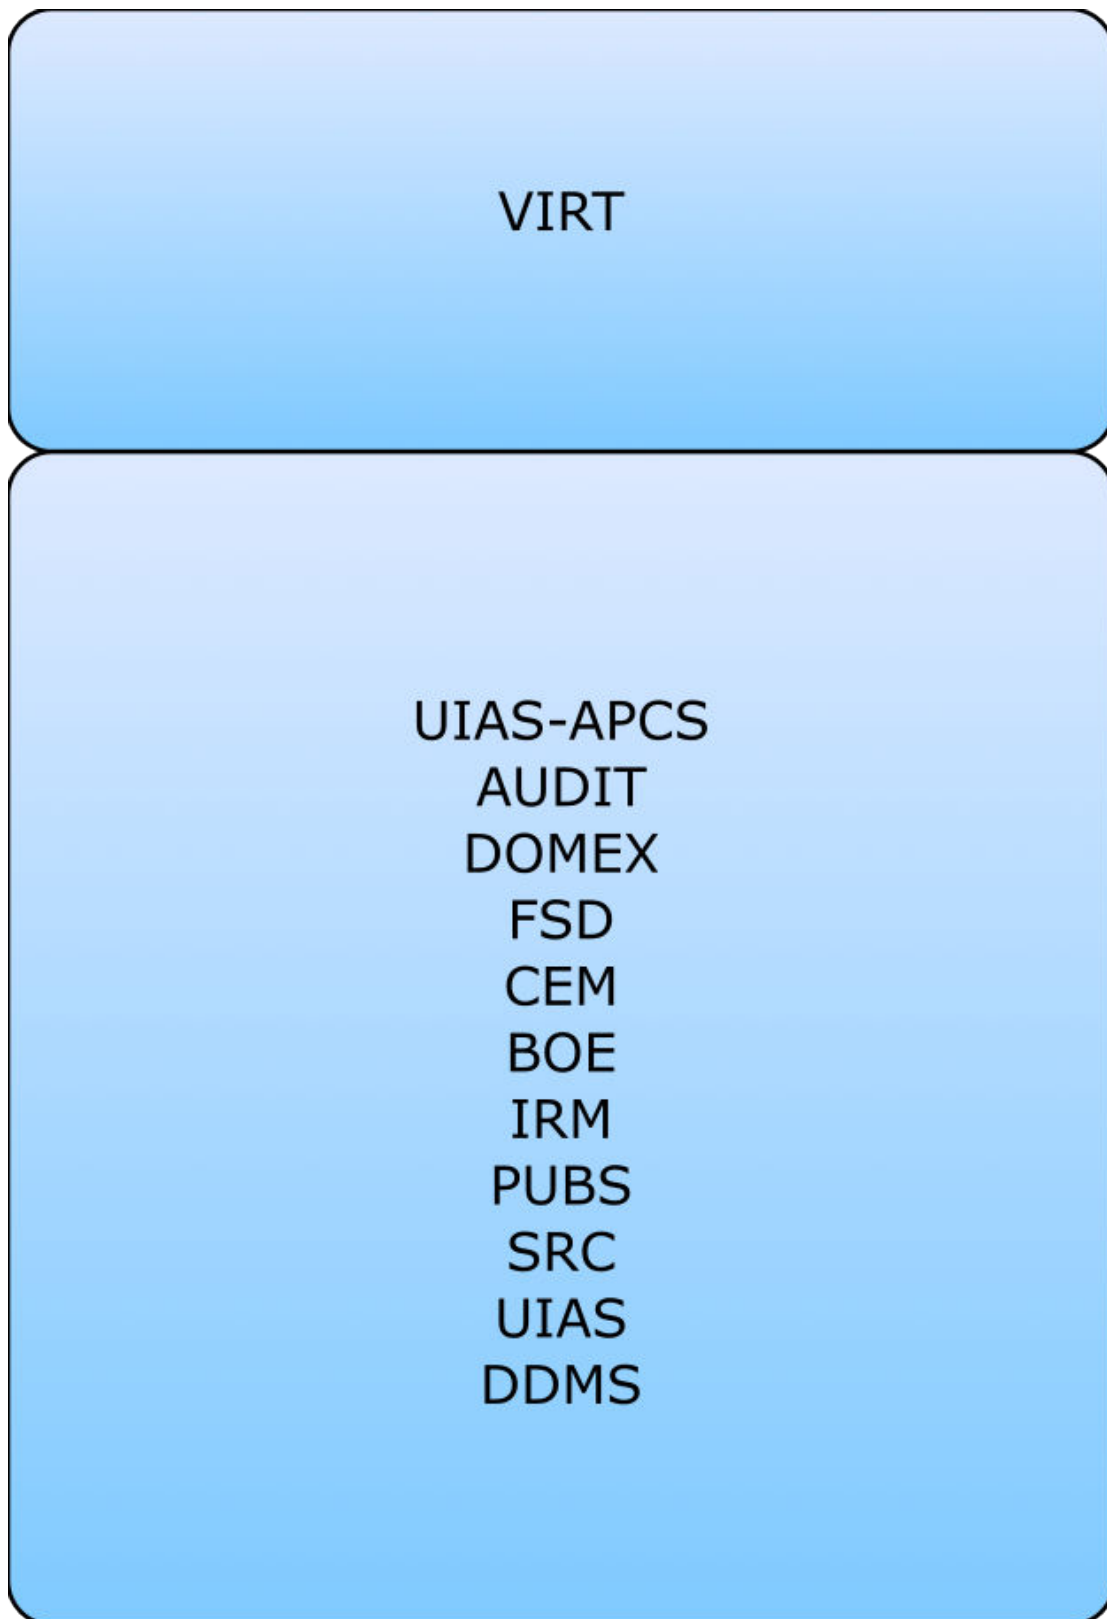 VIRT
UIAS-APCS
AUDIT
DOMEX
FSD
CEM
BOE
IRM
PUBS
SRC
UIAS
DDMS